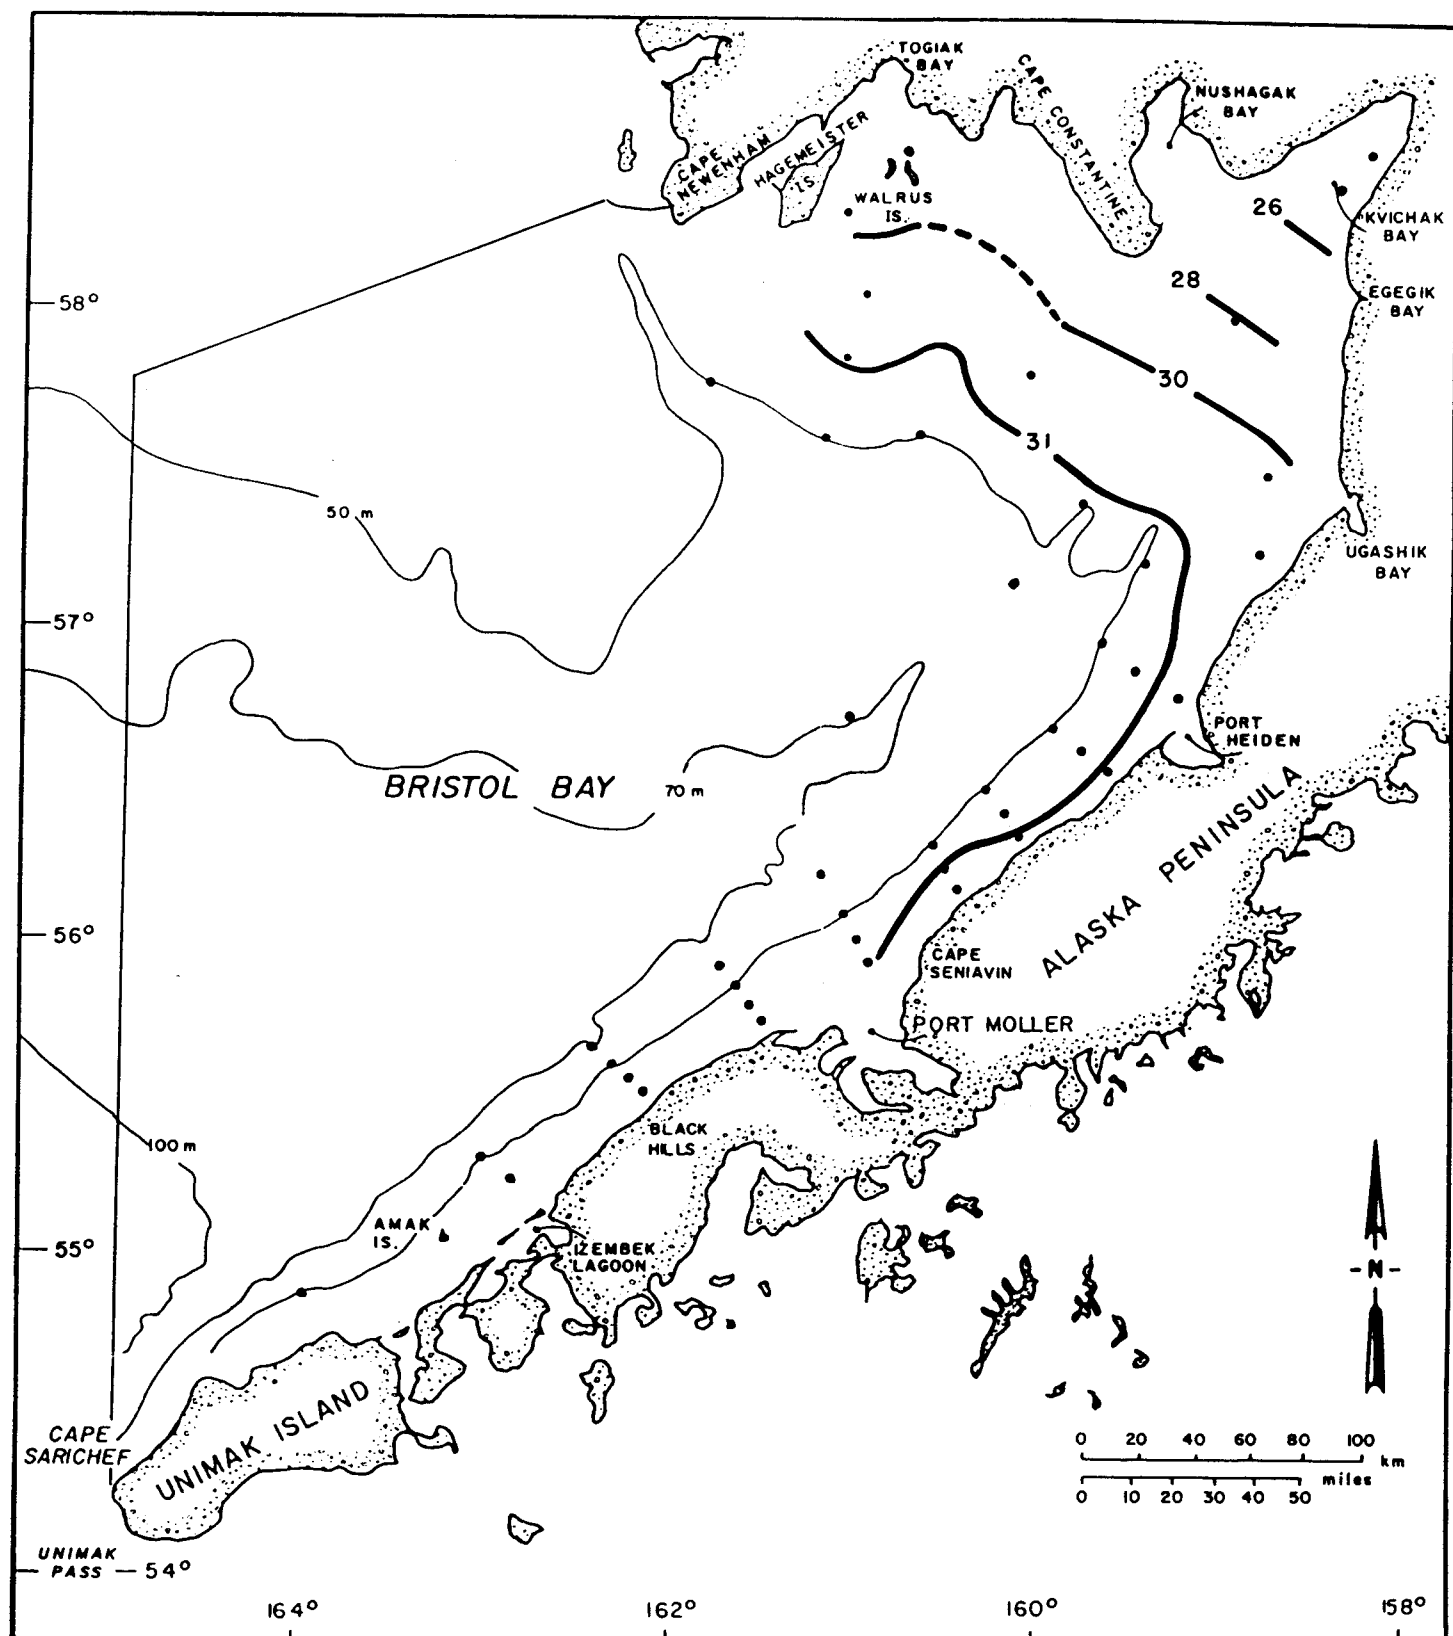 TOGIAK
BAY
CAPE CONSTANTINE
NUSHAGAK
BAY
CAPE
NEWENHAM
HAGEMEISTER
IS.
WALRUS
IS.
26
KVICHAK
BAY
28
EGEGIK
BAY
58°
30
31
50 m
UGASHIK
BAY
57°
PORT
HEIDEN
BRISTOL BAY
70 m
ALASKA PENINSULA
56°
CAPE
SENIAVIN
PORT MOLLER
BLACK
HILLS
100 m
AMAK
IS.
55°
IZEMBEK
LAGOON
-N-
UNIMAK ISLAND
CAPE
SARICHEF
0 20 40 60 80 100
km
miles
0 10 20 30 40 50
UNIMAK
PASS
54°
164° 162° 160° 158°